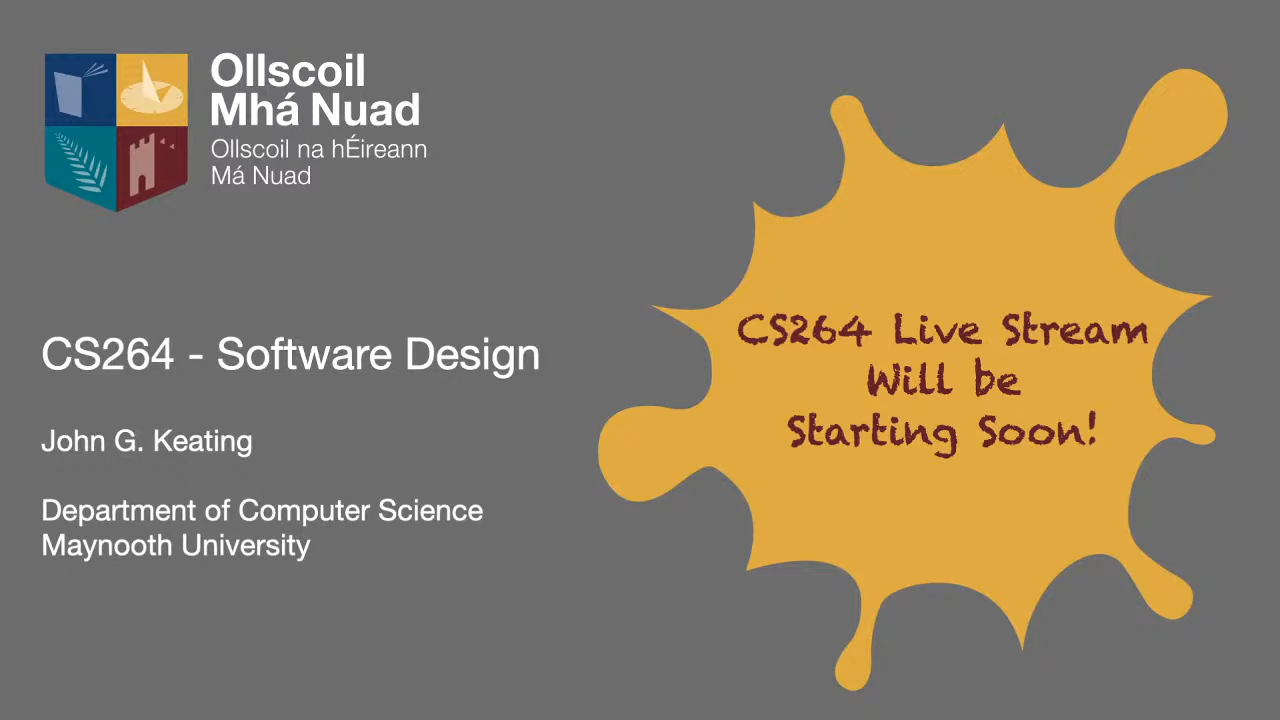 Ollscoil
Mhá Nuad
Ollscoil na hÉireann
Má Nuad
CS264 - Software Design
John G. Keating
Department of Computer Science
Maynooth University
CS264 Live Stream
Will be
Starting Soon!